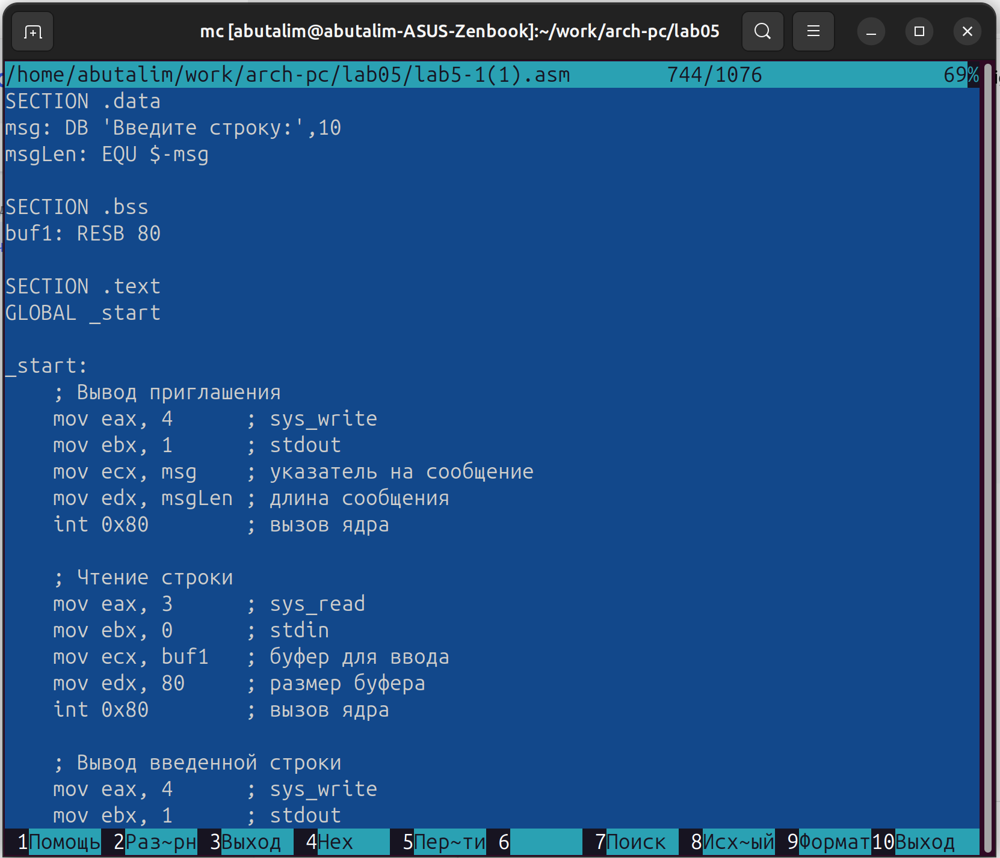 mc [abutalim@abutalim-ASUS-Zenbook]:~/work/arch-pc/lab05
/home/abutalim/work/arch-pc/lab05/lab5-1(1).asm        744/1076               69%
SECTION .data
msg: DB 'Введите строку:',10
msgLen: EQU $-msg

SECTION .bss
buf1: RESB 80

SECTION .text
GLOBAL _start

_start:
    ; Вывод приглашения
    mov eax, 4      ; sys_write
    mov ebx, 1      ; stdout
    mov ecx, msg    ; указатель на сообщение
    mov edx, msgLen ; длина сообщения
    int 0x80        ; вызов ядра

    ; Чтение строки
    mov eax, 3      ; sys_read
    mov ebx, 0      ; stdin
    mov ecx, buf1   ; буфер для ввода
    mov edx, 80     ; размер буфера
    int 0x80        ; вызов ядра

    ; Вывод введенной строки
    mov eax, 4      ; sys_write
    mov ebx, 1      ; stdout
1Помощь 2Раз~рн 3Выход 4Hex 5Пер~ти 6 7Поиск 8Исх~ый 9Формат 10Выход